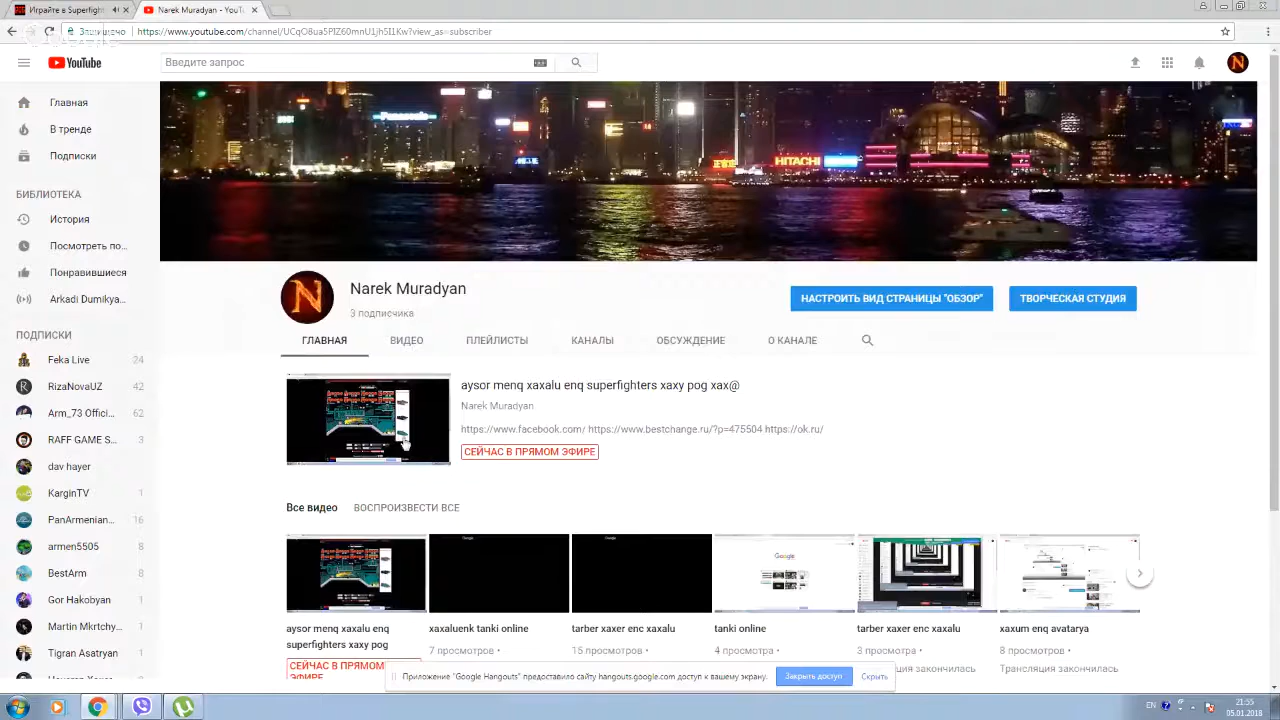 Играйте в Superfigh
Narek Muradyan - YouT
https://www.youtube.com/channel/UCqO8ua5PlZ60mnU1jh5I1Kw?view_as=subscriber
YouTube
Введите запрос
N
Главная
В тренде
Подписки
БИБЛИОТЕКА
История
Посмотреть по...
Понравившиеся
Arkadi Dumikya...
ПОДПИСКИ
Feka Live 24
RizaNovaUZ 42
62
RAFF GAME S... 3
KarginTV 1
PanArmenian... 16
armen5505 8
BestArm 8
Gor Hakobyan 1
Martin Mkrtchy... 1
Tigran Asatryan 1
Panasonic
HITACHI
N
Narek Muradyan
3 подписчика
НАСТРОИТЬ ВИД СТРАНИЦЫ "ОБЗОР"
ТВОРЧЕСКАЯ СТУДИЯ
ГЛАВНАЯ ВИДЕО ПЛЕЙЛИСТЫ КАНАЛЫ ОБСУЖДЕНИЕ О КАНАЛЕ
aysor menq xaxalu enq superfighters xaxy pog xax@
Narek Muradyan
https://www.facebook.com/ https://www.bestchange.ru/?p=475504 https://ok.ru/
СЕЙЧАС В ПРЯМОМ ЭФИРЕ
Все видео ВОСПРОИЗВЕСТИ ВСЕ
Google
aysor menq xaxalu enq
superfighters xaxy pog
СЕЙЧАС В ПРЯМОМ
ЭФИРЕ
xaxaluenk tanki online
7 просмотров •
tarber xaxer enc xaxalu
15 просмотров •
tanki online
4 просмотра •
tarber xaxer enc xaxalu
3 просмотра •
ция закончилась
xaxum enq avatarya
8 просмотров •
Трансляция закончилась
Приложение "Google Hangouts" предоставило сайту hangouts.google.com доступ к вашему экрану.
Закрыть доступ
Скрыть
EN
21:55
05.01.2018